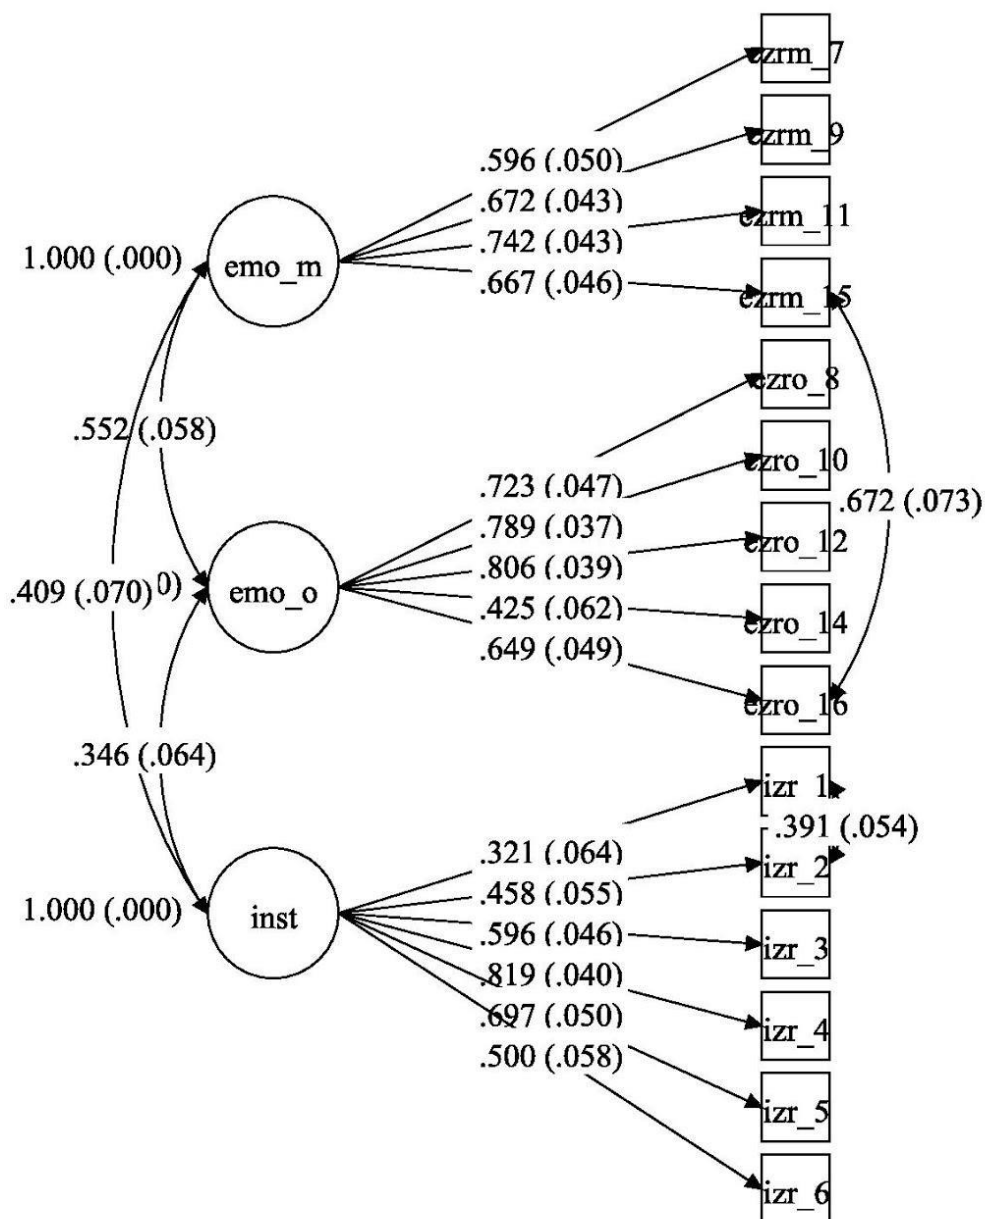 ezrm_7
ezrm_9
.596 (.050)
.672 (.043)
ezrm_11
.742 (.043)
1.000 (.000)
emo_m
.667 (.046)
ezrm_15
ezro_8
.552 (.058)
ezro_10
.723 (.047)
.672 (.073)
.789 (.037)
ezro_12
.806 (.039)
.409 (.070)
0)
emo_o
.425 (.062)
ezro_14
.649 (.049)
ezro_16
.346 (.064)
izr_1
.391 (.054)
.321 (.064)
izr_2
.458 (.055)
1.000 (.000)
inst
.596 (.046)
izr_3
.819 (.040)
.697 (.050)
izr_4
.500 (.058)
izr_5
izr_6